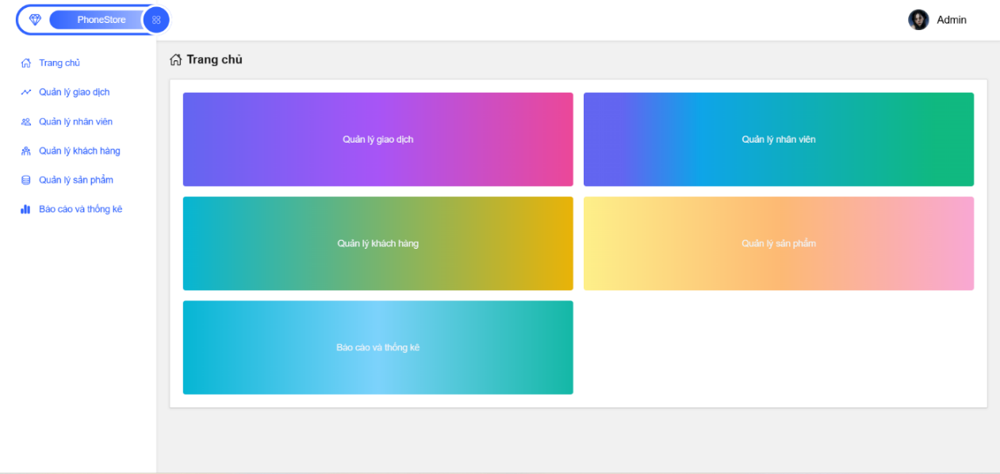 PhoneStore
Admin
Trang chủ
Quản lý giao dịch
Quản lý nhân viên
Quản lý khách hàng
Quản lý sản phẩm
Báo cáo và thống kê
Trang chủ
Quản lý giao dịch
Quản lý nhân viên
Quản lý khách hàng
Quản lý sản phẩm
Báo cáo và thống kê